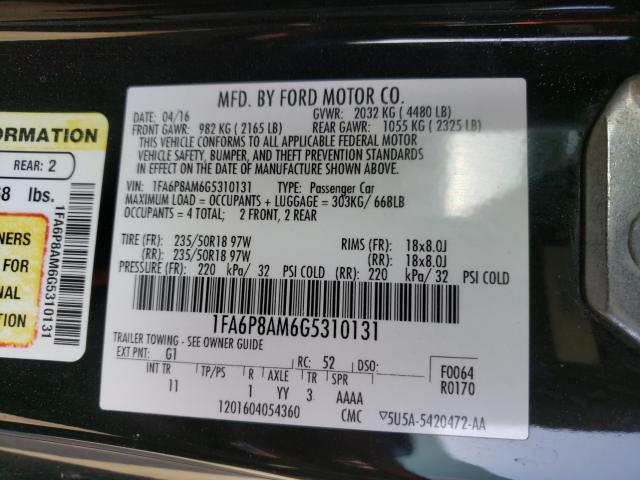 ORMATION
REAR: 2
lbs.
NERS
FOR
NAL
1FA6P8AM6G5310131
MFD. BY FORD MOTOR CO.
DATE: 04/16 GVWR: 2032 KG ( 4480 LB)
FRONT GAWR: 982 KG ( 2165 LB) REAR GAWR: 1055 KG ( 2325 LB)
THIS VEHICLE CONFORMS TO ALL APPLICABLE FEDERAL MOTOR
VEHICLE SAFETY, BUMPER, AND THEFT PREVENTION STANDARDS
IN EFFECT ON THE DATE OF MANUFACTURE SHOWN ABOVE.
VIN: 1FA6P8AM6G5310131 TYPE: Passenger Car
MAXIMUM LOAD = OCCUPANTS + LUGGAGE = 303KG/ 668LB
OCCUPANTS = 4 TOTAL; 2 FRONT, 2 REAR
TIRE (FR): 235/50R18 97W RIMS (FR): 18x8.0J
(RR): 235/50R18 97W (RR): 18x8.0J
PRESSURE (FR): 220 kPa/ 32 PSI COLD (RR): 220 kPa/ 32 PSI COLD
1FA6P8AM6G5310131
TRAILER TOWING - SEE OWNER GUIDE
EXT PNT: G1 RC: 52 DSO: F0064
R0170
INT TR TP/PS R AXLE TR SPR
11 1 YY 3 AAAA
1201604054360 CMC ▽5U5A-5420472-AA